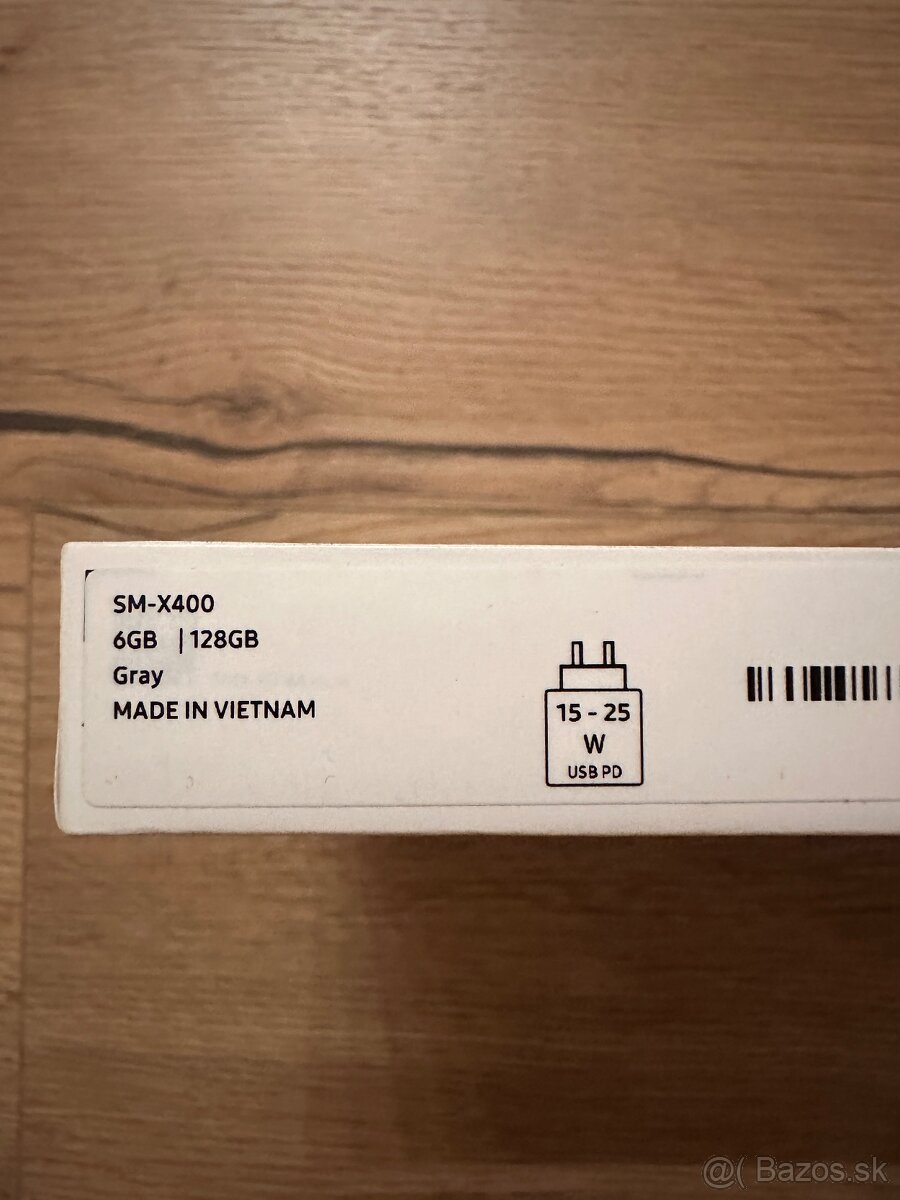 SM-X400
6GB | 128GB
Gray
MADE IN VIETNAM
15 - 25
W
USB PD
@( Bazos.sk